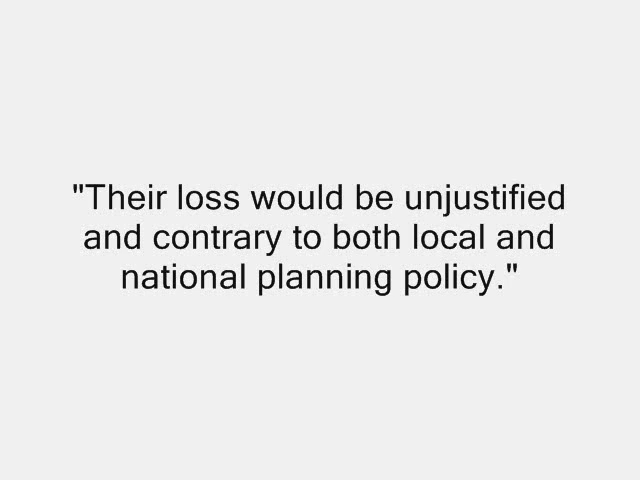 "Their loss would be unjustified
and contrary to both local and
national planning policy."